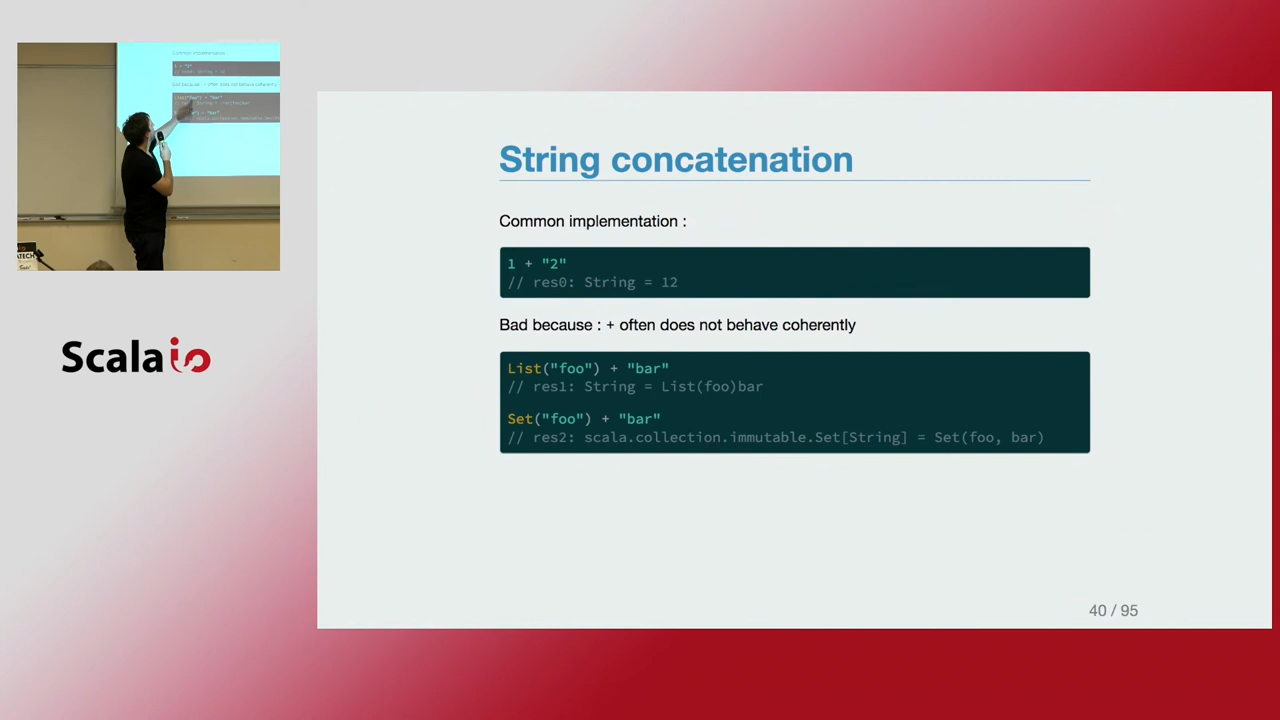 String concatenation
Common implementation :
1 + "2"
// res0: String = 12
Bad because : + often does not behave coherently
List("foo") + "bar"
// res1: String = List(foo)bar
Set("foo") + "bar"
// res2: scala.collection.immutable.Set[String] = Set(foo, bar)
40 / 95
Scala io